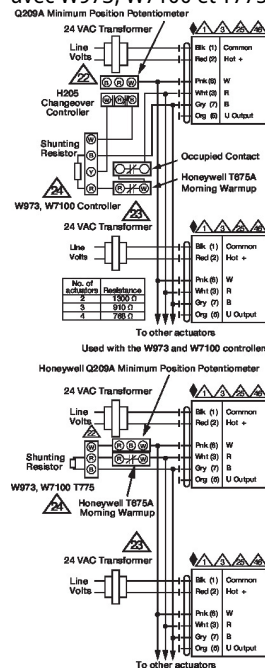 avec W973, W7100 et T775
Q209A Minimum Position Potentiometer
24 VAC Transformer
Line
Volts
Blk (1) Common
Red (2) Hot +
22
B R W
Pnk (6) W
Wht (3) R
Gry (7) B
Org (5) U Output
H205
Changeover
Controller
W R B
W
B
Y
R
Shunting
Resistor
Occupied Contact
R W
Honeywell T675A
Morning Warmup
24
W973, W7100 Controller
23
24 VAC Transformer
Line
Volts
Blk (1) Common
Red (2) Hot +
No. of
actuators Resistance
2 1300 Ω
3 910 Ω
4 768 Ω
Pnk (6) W
Wht (3) R
Gry (7) B
Org (5) U Output
To other actuators
Used with the W973 and W7100 controllers
Honeywell Q209A Minimum Position Potentiometer
24 VAC Transformer
Line
Volts
Blk (1) Common
Red (2) Hot +
22
W
R
B
R B W
R W
Pnk (6) W
Wht (3) R
Gry (7) B
Org (5) U Output
Shunting
Resistor
W973, W7100 T775
24
Honeywell T675A
Morning Warmup
23
24 VAC Transformer
Line
Volts
Blk (1) Common
Red (2) Hot +
Pnk (6) W
Wht (3) R
Gry (7) B
Org (5) U Output
To other actuators